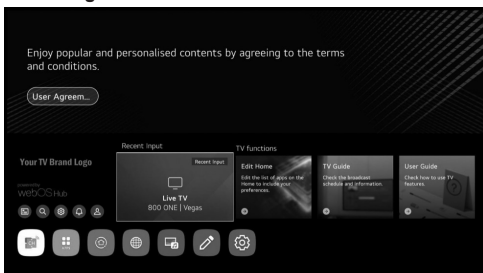 Enjoy popular and personalised contents by agreeing to the terms
and conditions.
User Agreem...
Recent Input
TV functions
Your TV Brand Logo
webOS Hub
Recent Input
Live TV
800 ONE | Vegas
Edit Home
Edit the list of apps on the
Home to include your
preferences.
TV Guide
Check the broadcast
schedule and information.
User Guide
Check how to use TV
features.